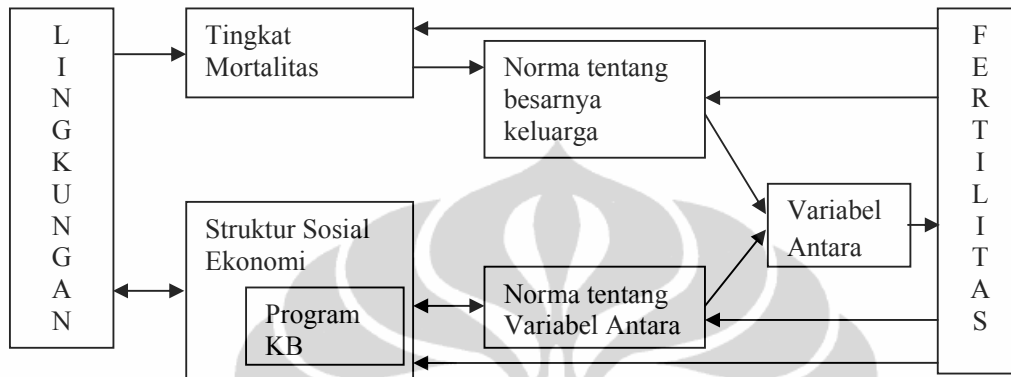 L
I
N
G
K
U
N
G
A
N
Tingkat
Mortalitas
Norma tentang
besarnya
keluarga
Struktur Sosial
Ekonomi
Program
KB
Norma tentang
Variabel Antara
Variabel
Antara
F
E
R
T
I
L
I
T
A
S